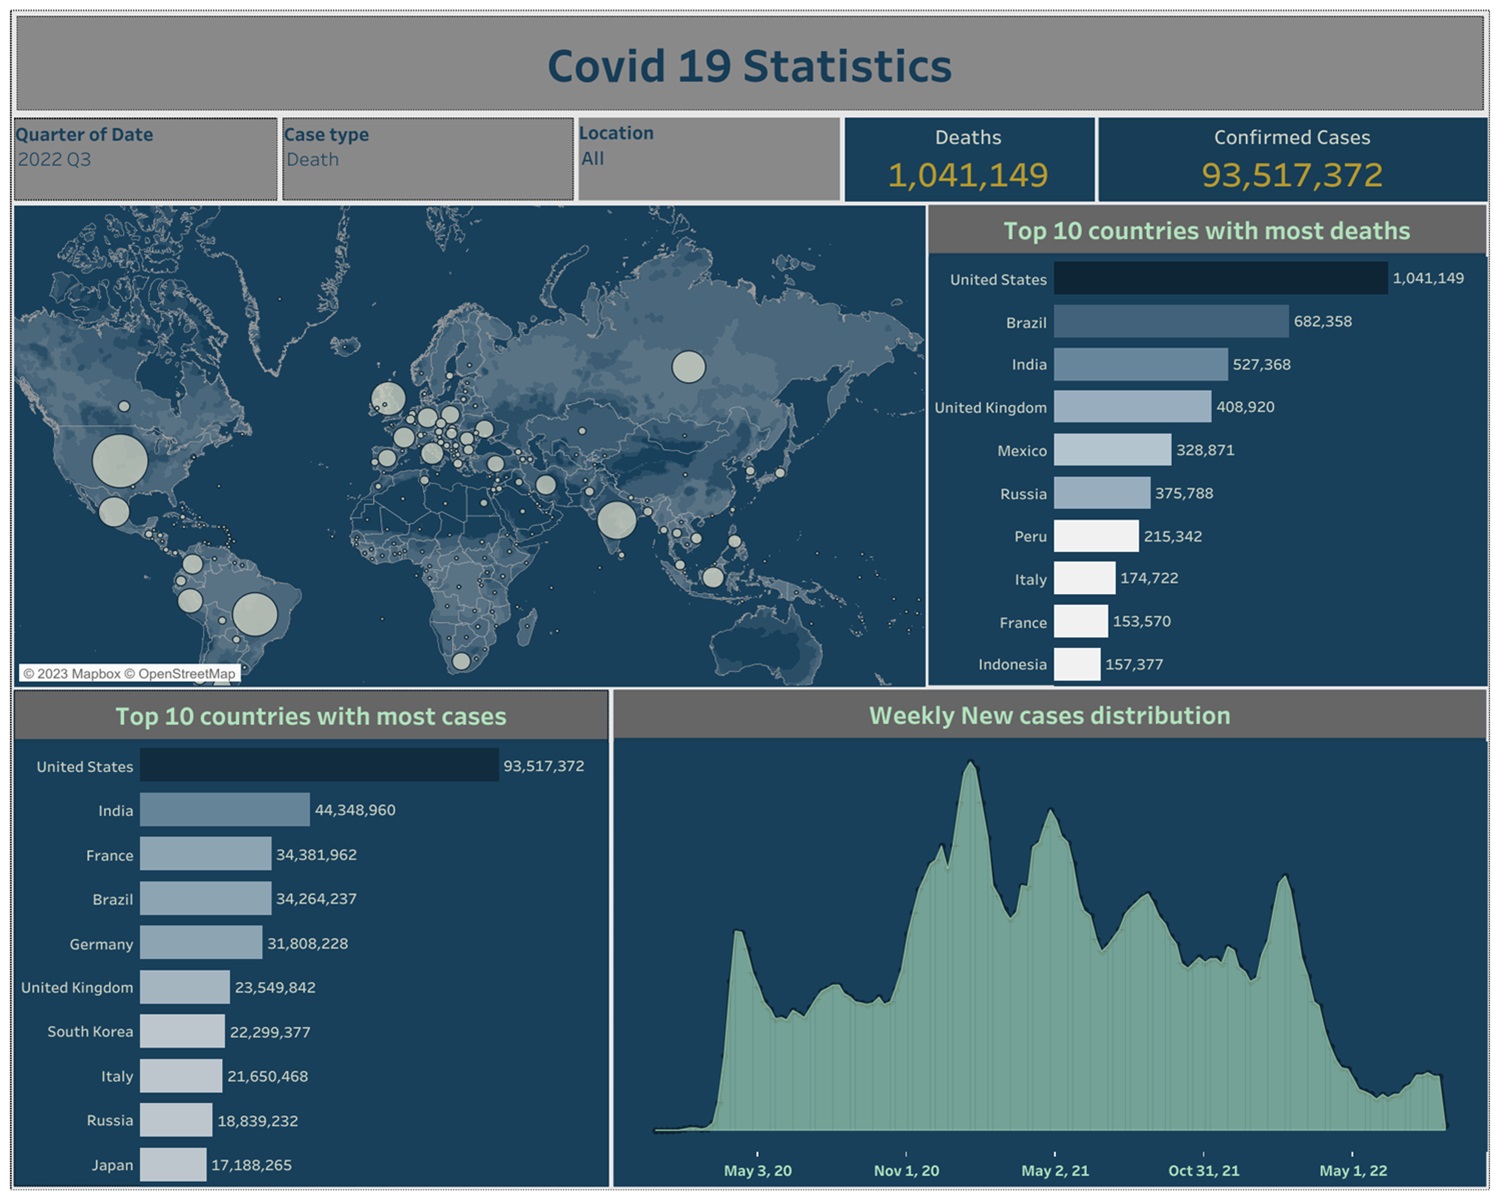 Covid 19 Statistics
Quarter of Date
2022 Q3
Case type
Death
Location
All
Deaths
1,041,149
Confirmed Cases
93,517,372
© 2023 Mapbox © OpenStreetMap
Top 10 countries with most deaths
United States 1,041,149
Brazil 682,358
India 527,368
United Kingdom 408,920
Mexico 328,871
Russia 375,788
Peru 215,342
Italy 174,722
France 153,570
Indonesia 157,377
Top 10 countries with most cases
United States 93,517,372
India 44,348,960
France 34,381,962
Brazil 34,264,237
Germany 31,808,228
United Kingdom 23,549,842
South Korea 22,299,377
Italy 21,650,468
Russia 18,839,232
Japan 17,188,265
Weekly New cases distribution
May 3, 20 Nov 1, 20 May 2, 21 Oct 31, 21 May 1, 22